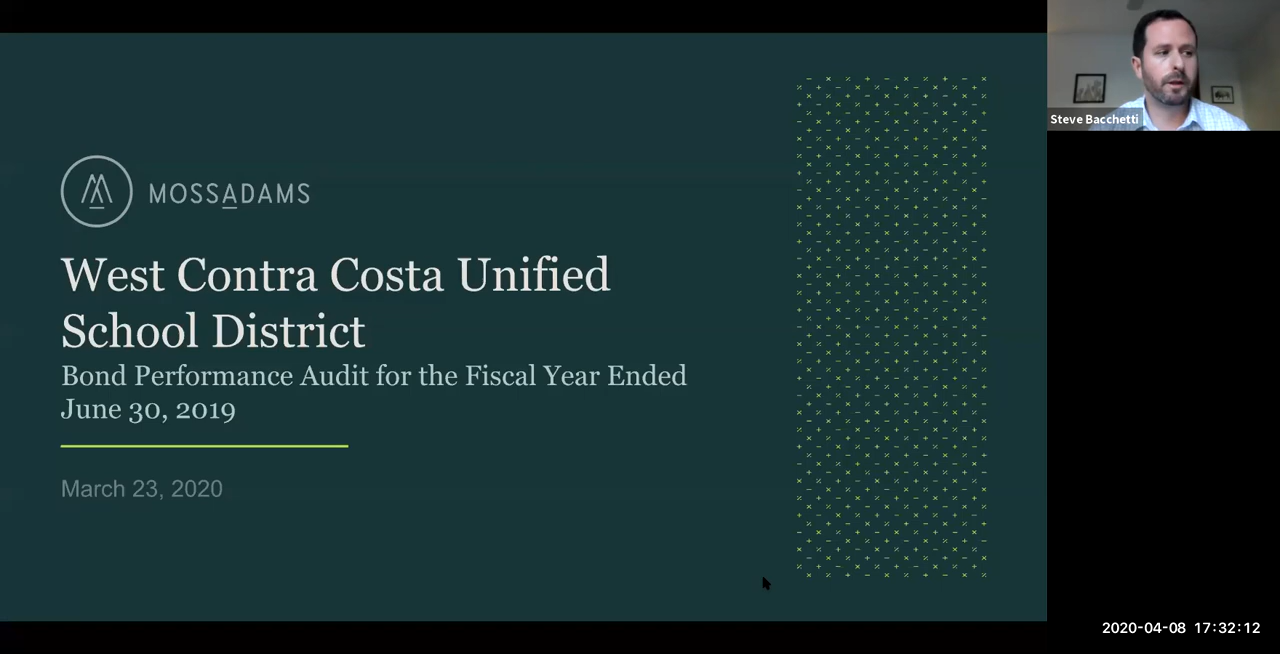 MOSSADAMS
West Contra Costa Unified
School District
Bond Performance Audit for the Fiscal Year Ended
June 30, 2019
March 23, 2020
Steve Bacchetti
2020-04-08 17:32:12